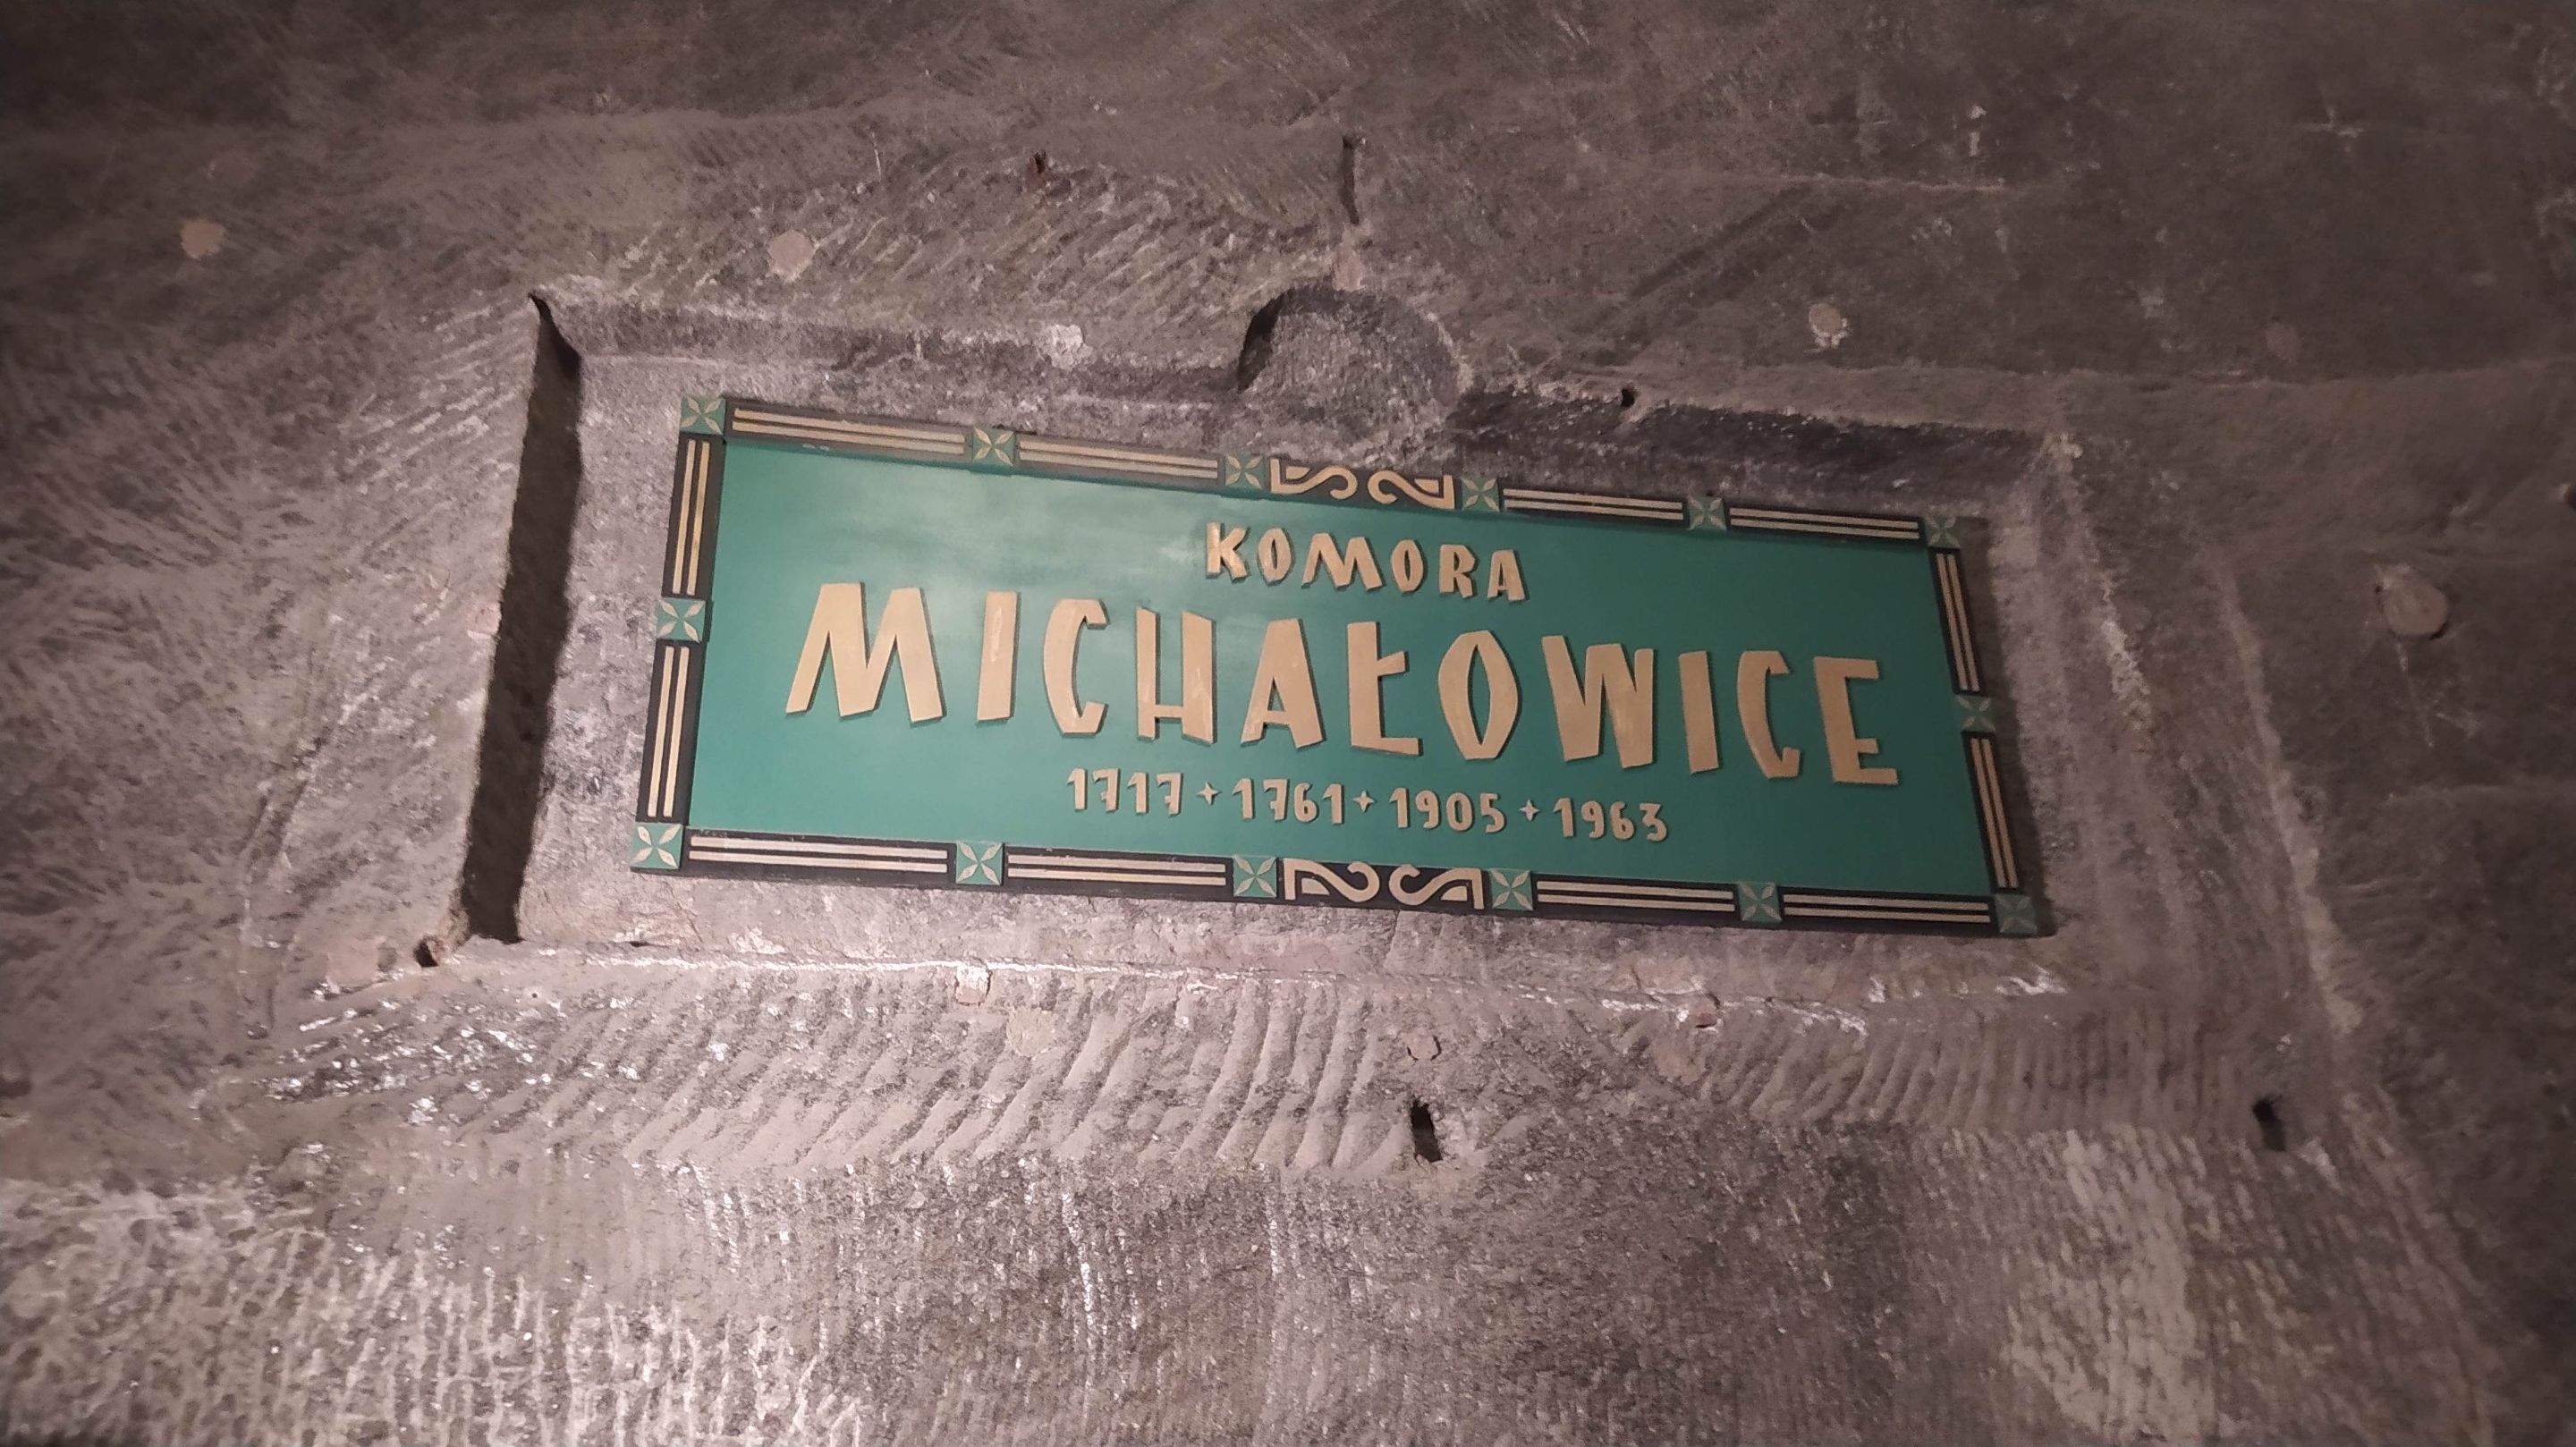 KOMORA
MICHAŁOWICE
1717 + 1761 + 1905 + 1963